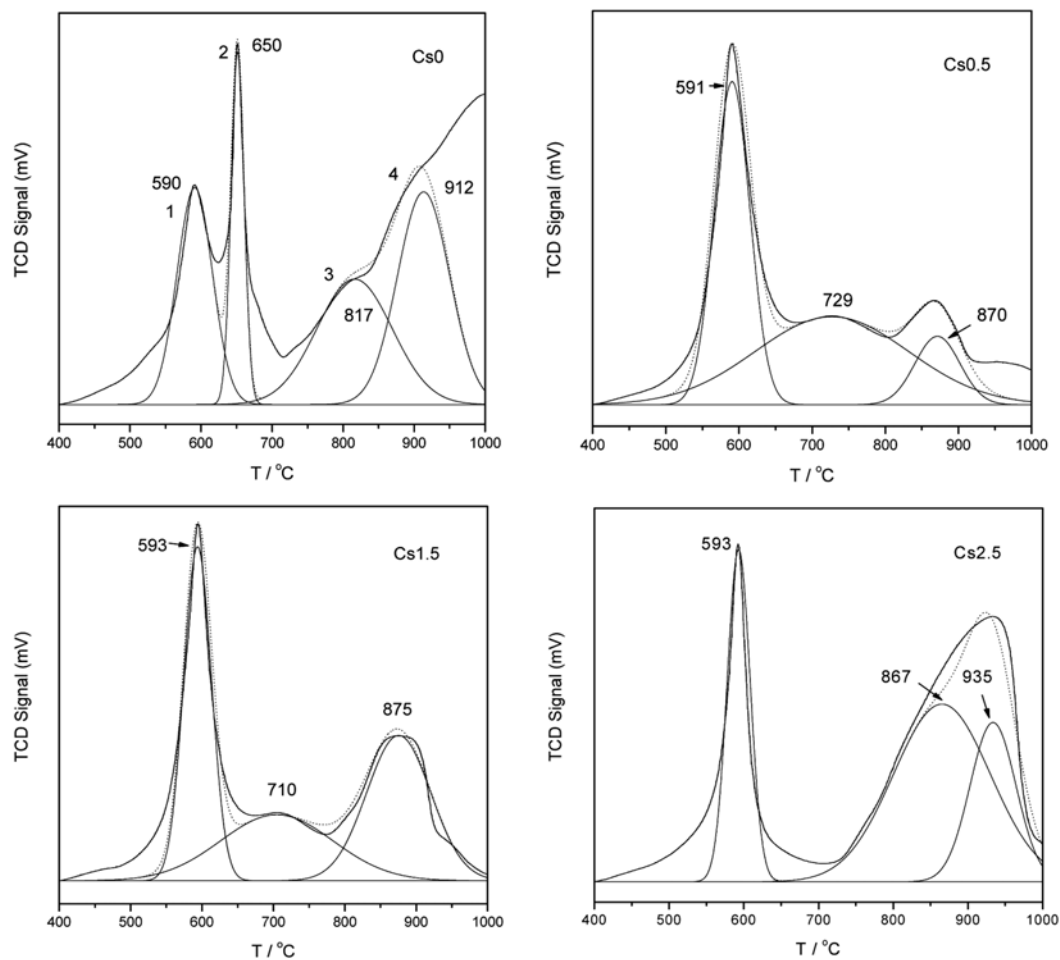 Cs0
2
650
590
1
4
912
3
817
TCD Signal (mV)
400 500 600 700 800 900 1000
T / °C
Cs0.5
591
729
870
TCD Signal (mV)
400 500 600 700 800 900 1000
T / °C
Cs1.5
593
875
710
TCD Signal (mV)
400 500 600 700 800 900 1000
T / °C
Cs2.5
593
867
935
TCD Signal (mV)
400 500 600 700 800 900 1000
T / °C